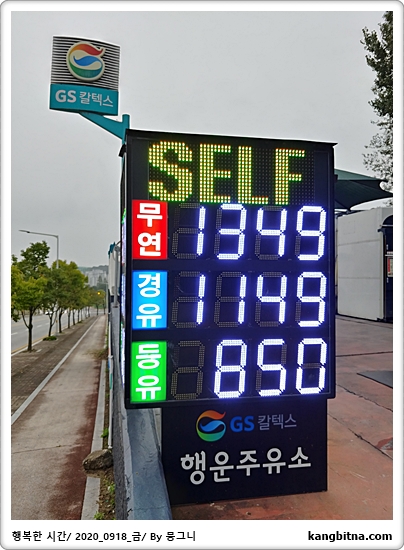 GS 칼텍스
SELF
무연 1349
경유 1149
등유 850
GS 칼텍스
행운주유소
행복한 시간/ 2020_0918_금/ By 풍그니
kangbitna.com